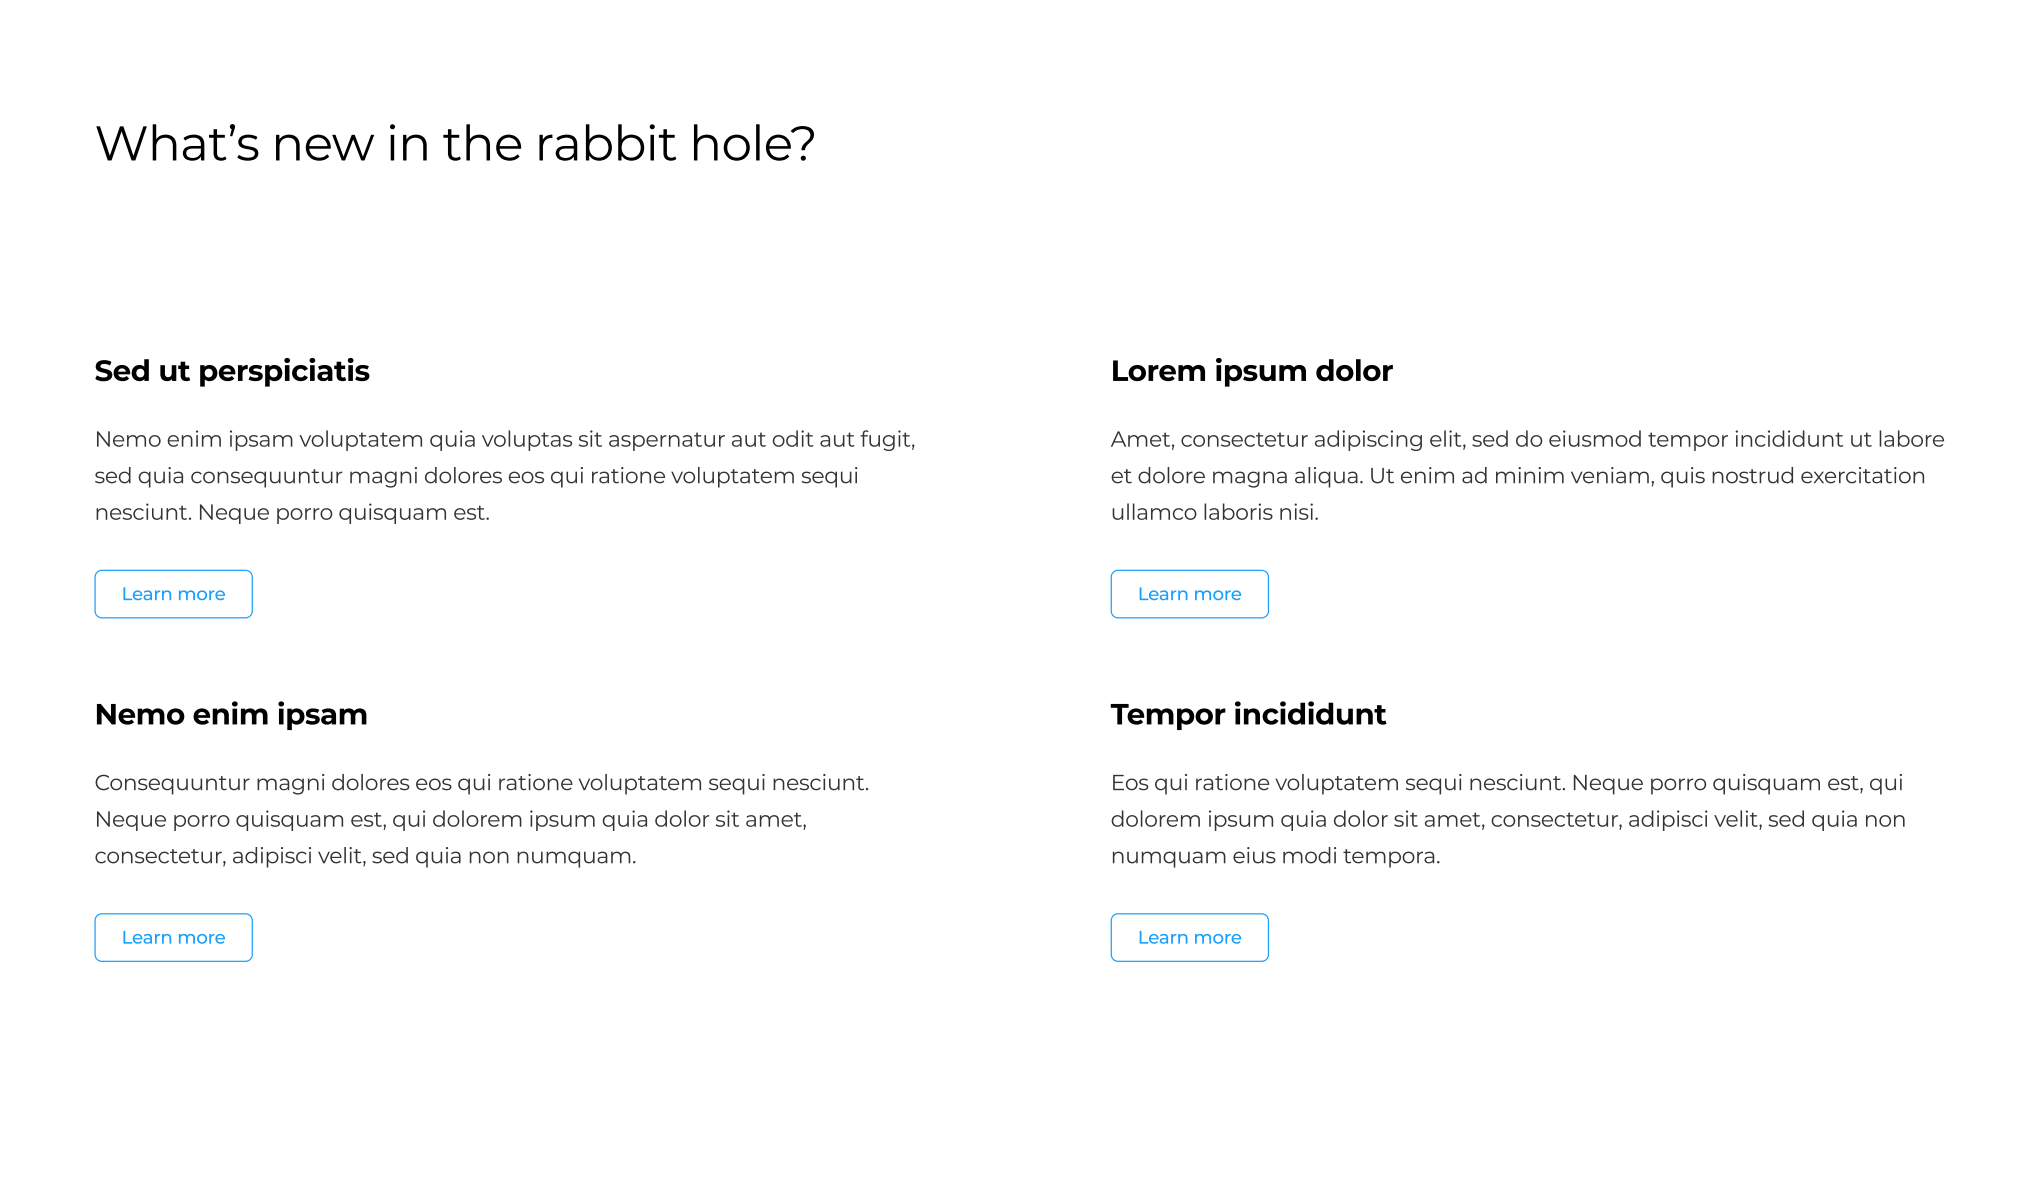 What’s new in the rabbit hole?
Sed ut perspiciatis
Nemo enim ipsam voluptatem quia voluptas sit aspernatur aut odit aut fugit,
sed quia consequuntur magni dolores eos qui ratione voluptatem sequi
nesciunt. Neque porro quisquam est.
Learn more
Lorem ipsum dolor
Amet, consectetur adipiscing elit, sed do eiusmod tempor incididunt ut labore
et dolore magna aliqua. Ut enim ad minim veniam, quis nostrud exercitation
ullamco laboris nisi.
Learn more
Nemo enim ipsam
Consequuntur magni dolores eos qui ratione voluptatem sequi nesciunt.
Neque porro quisquam est, qui dolorem ipsum quia dolor sit amet,
consectetur, adipisci velit, sed quia non numquam.
Learn more
Tempor incididunt
Eos qui ratione voluptatem sequi nesciunt. Neque porro quisquam est, qui
dolorem ipsum quia dolor sit amet, consectetur, adipisci velit, sed quia non
numquam eius modi tempora.
Learn more